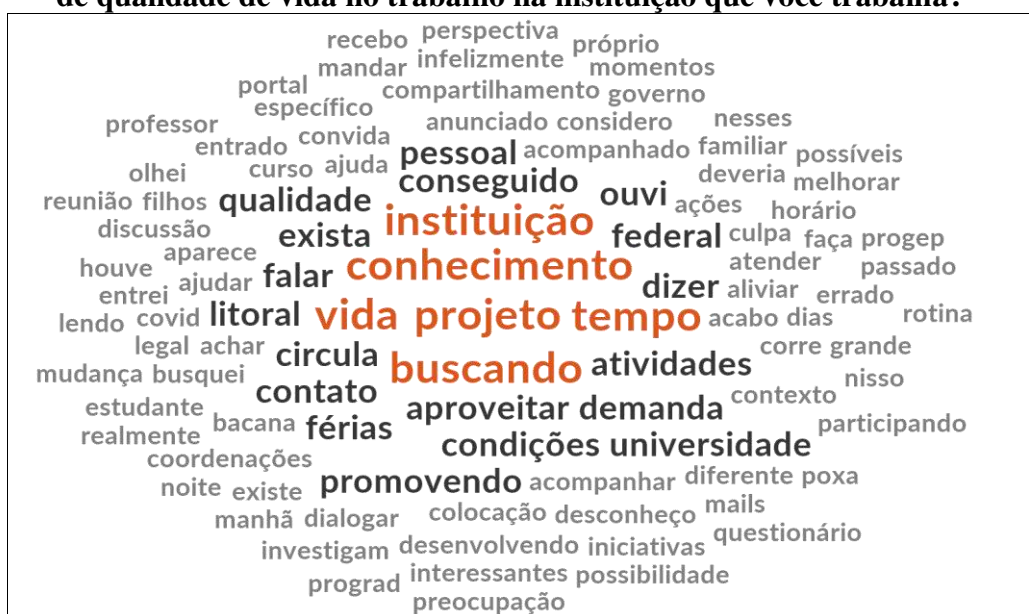 de qualidade de vida no trabalho na instituição que você trabalha?
recebo perspectiva próprio
mandar infelizmente momentos
portal compartilhamento governo
específico
professor convida anunciado considero nesses
entrado pessoal acompanhado familiar possíveis
olhei curso ajuda conseguido ouvi deveria melhorar
reunião filhos qualidade instituição ações horário
discussão exista federal culpa faça progep
aparece conhecimento atender
houve ajudar falar dizer aliviar passado
entrei errado
lendo covid litoral vida projeto tempo acabo dias rotina
legal achar circula buscando atividades corre grande
mudança busquei contato contexto nisso
estudante bacana férias aproveitar demanda participando
realmente condições universidade
coordenações
noite existe promovendo acompanhar diferente poxa
manhã dialogar colocação desconheço mails
investigam desenvolvendo iniciativas questionário
prograd interessantes possibilidade
preocupação